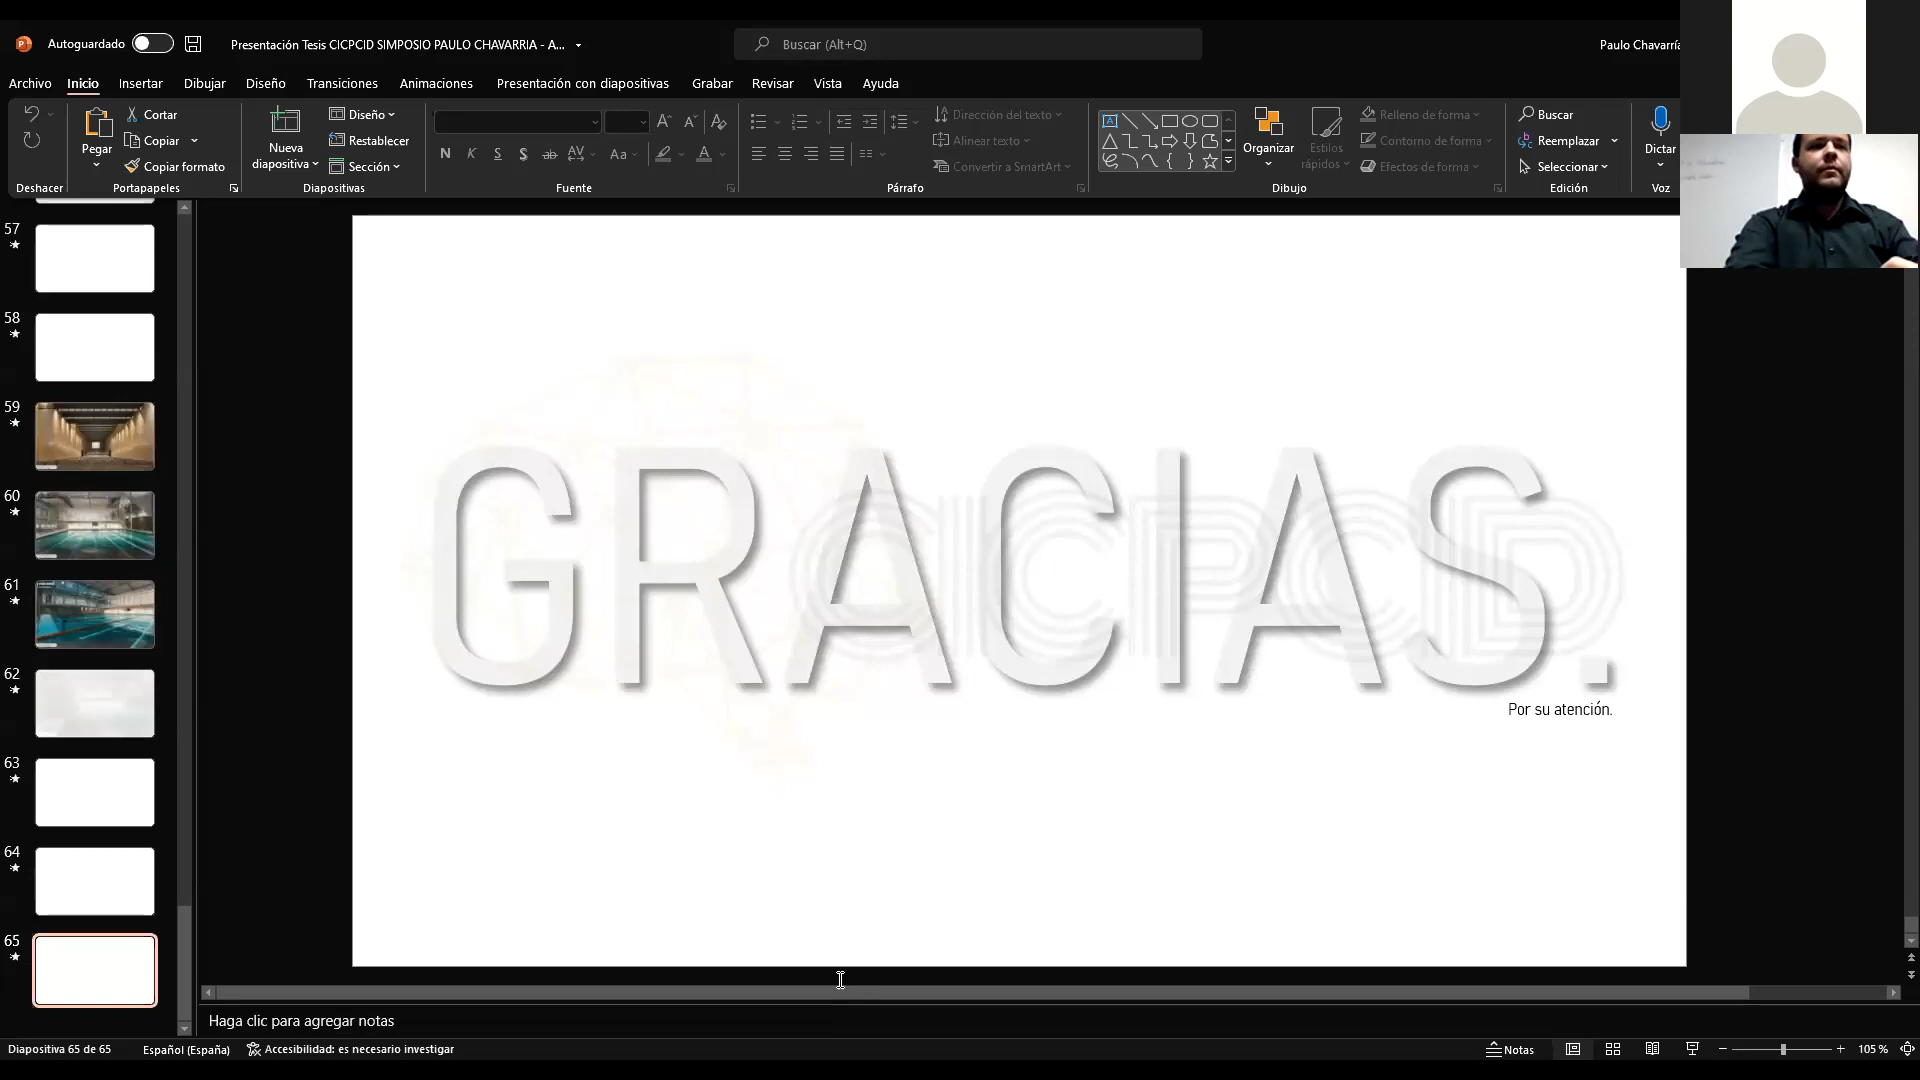 Autoguardado
Presentación Tesis CICPCID SIMPOSIO PAULO CHAVARRIA - A...
Buscar (Alt+Q)
Paulo Chavarría
Archivo Inicio Insertar Dibujar Diseño Transiciones Animaciones Presentación con diapositivas Grabar Revisar Vista Ayuda
Pegar
Cortar
Copiar
Copiar formato
Nueva
diapositiva
Diseño
Restablecer
Sección
N K S S ab AV Aa A
Dirección del texto
Alinear texto
Convertir a SmartArt
Organizar
Estilos
rápidos
Relleno de forma
Contorno de forma
Efectos de forma
Buscar
Reemplazar
Seleccionar
Dictar
Deshacer Portapapeles Diapositivas Fuente Párrafo Dibujo Edición Voz
57
58
59
60
61
62
63
64
65
GRACIAS.
CICPCID
Por su atención.
Haga clic para agregar notas
Diapositiva 65 de 65 Español (España) Accesibilidad: es necesario investigar Notas 105 %